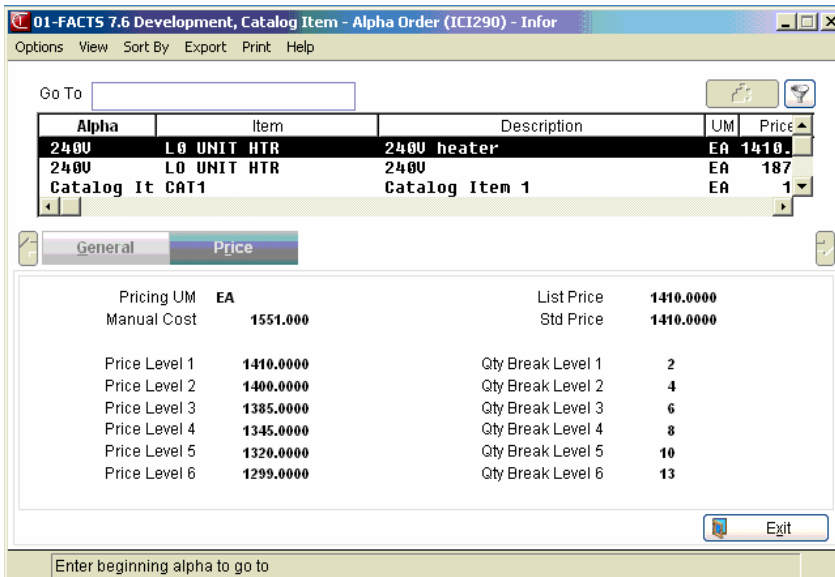 01-FACTS 7.6 Development, Catalog Item - Alpha Order (ICI290) - Infor
Options View Sort By Export Print Help
Go To
Alpha Item Description UM Price
240V L0 UNIT HTR 240V heater EA 1410.
240V LO UNIT HTR 240V EA 187
Catalog It CAT1 Catalog Item 1 EA 1
General Price
Pricing UM EA List Price 1410.0000
Manual Cost 1551.000 Std Price 1410.0000
Price Level 1 1410.0000 Qty Break Level 1 2
Price Level 2 1400.0000 Qty Break Level 2 4
Price Level 3 1385.0000 Qty Break Level 3 6
Price Level 4 1345.0000 Qty Break Level 4 8
Price Level 5 1320.0000 Qty Break Level 5 10
Price Level 6 1299.0000 Qty Break Level 6 13
Exit
Enter beginning alpha to go to